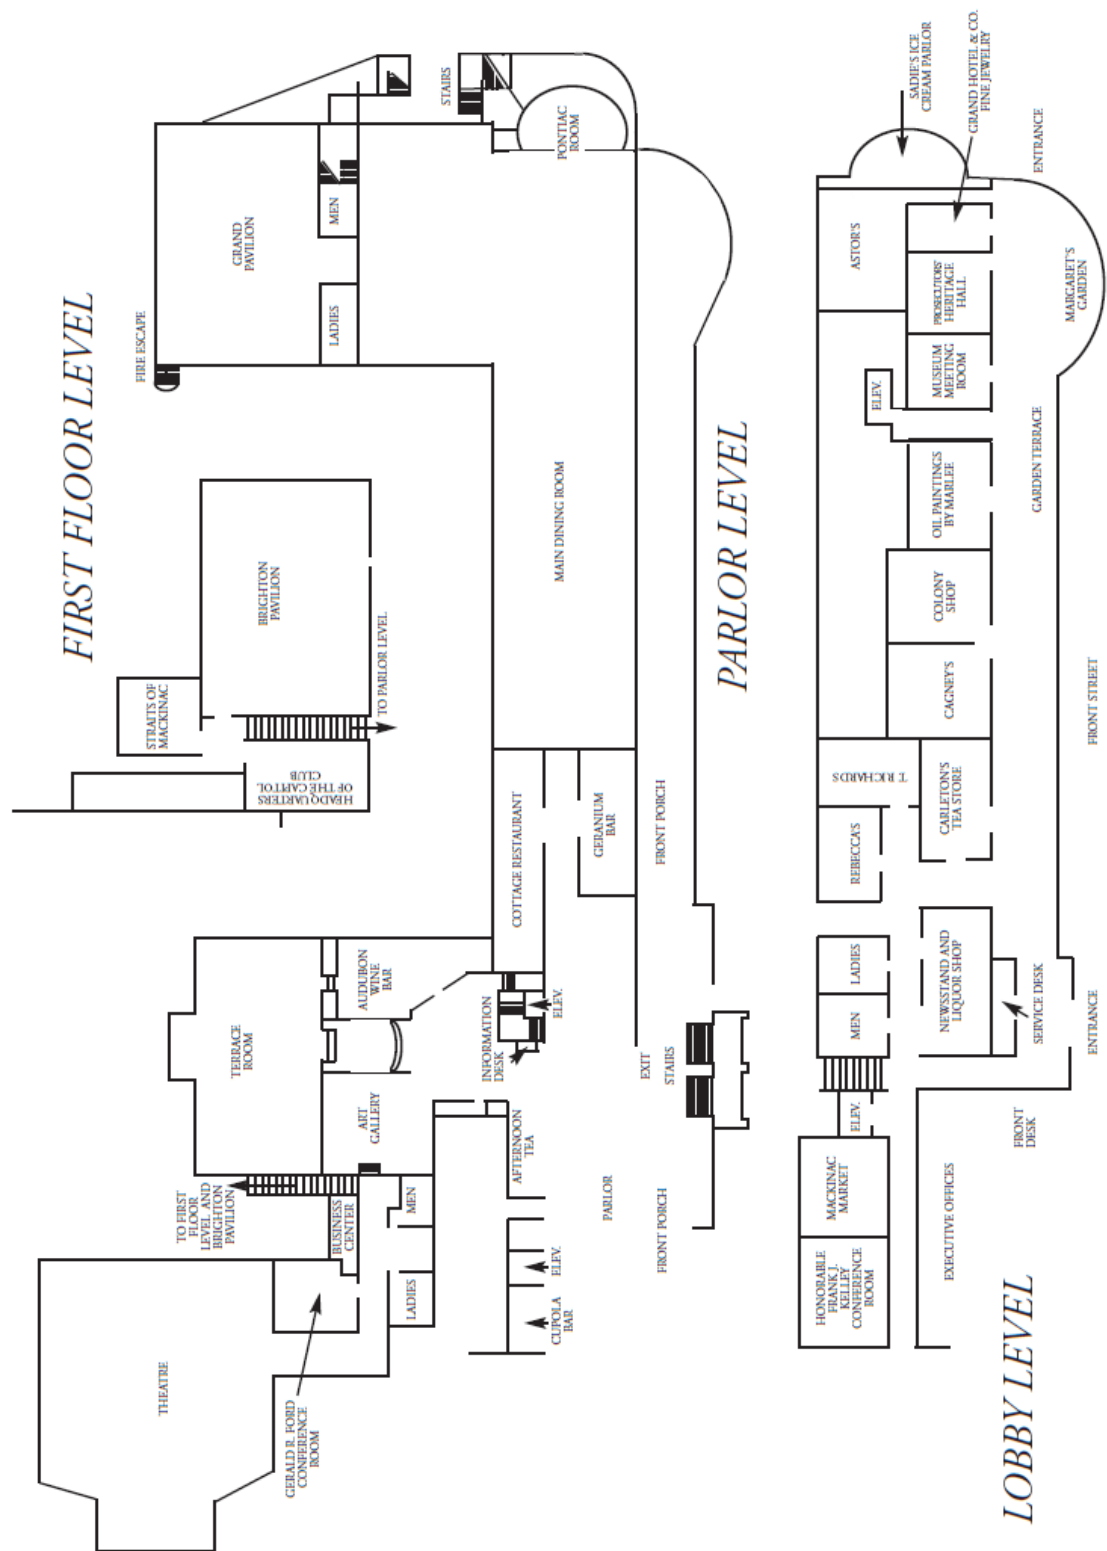 FIRST FLOOR LEVEL
FIRE ESCAPE
STRAITS OF
MACKINAC
HEADQUARTERS
OF THE CAPITOL
CLUB
BRIGHTON
PAVILION
TO PARLOR LEVEL
GRAND
PAVILION
LADIES
MEN
STAIRS
THEATRE
TO FIRST
FLOOR
LEVEL AND
BRIGHTON
PAVILION
TERRACE
ROOM
GERALD R. FORD
CONFERENCE
ROOM
BUSINESS
CENTER
ART
GALLERY
AUDUBON
WINE
BAR
LADIES
MEN
INFORMATION
DESK
ELEV.
COTTAGE RESTAURANT
MAIN DINING ROOM
PONTIAC
ROOM
CUPOLA
BAR
ELEV.
AFTERNOON
TEA
GERANIUM
BAR
PARLOR
EXIT
STAIRS
FRONT PORCH
FRONT PORCH
PARLOR LEVEL
HONORABLE
FRANK J.
KELLEY
CONFERENCE
ROOM
MACKINAC
MARKET
ELEV.
MEN
LADIES
REBECCA'S
T. RICHARDS
ELEV.
ASTOR'S
SADIE'S ICE
CREAM PARLOR
GRAND HOTEL & CO.
FINE JEWELRY
EXECUTIVE OFFICES
NEWSSTAND AND
LIQUOR SHOP
CARLETON'S
TEA STORE
CAGNEY'S
COLONY
SHOP
OIL PAINTINGS
BY MARLEE
MUSEUM
MEETING
ROOM
PROSECUTORS'
HERITAGE
HALL
FRONT
DESK
SERVICE DESK
GARDEN TERRACE
ENTRANCE
MARGARET'S
GARDEN
ENTRANCE
FRONT STREET
LOBBY LEVEL